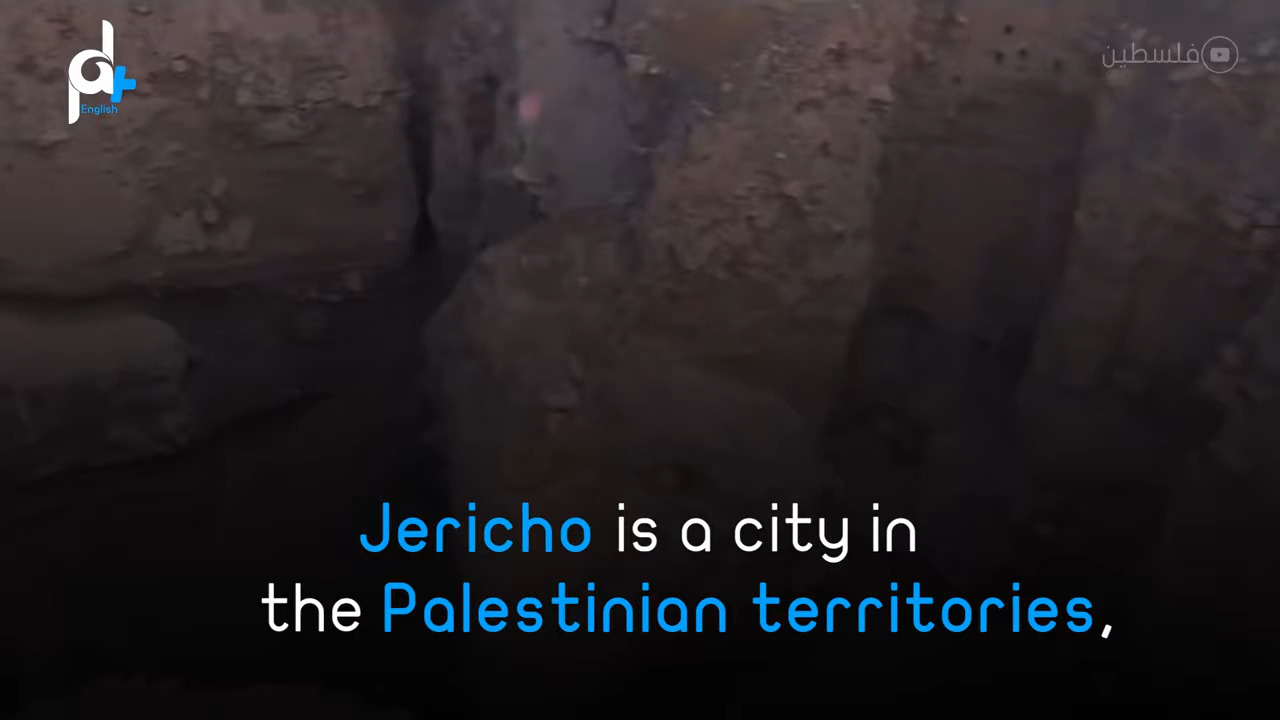 English
فلسطين
Jericho is a city in
the Palestinian territories,